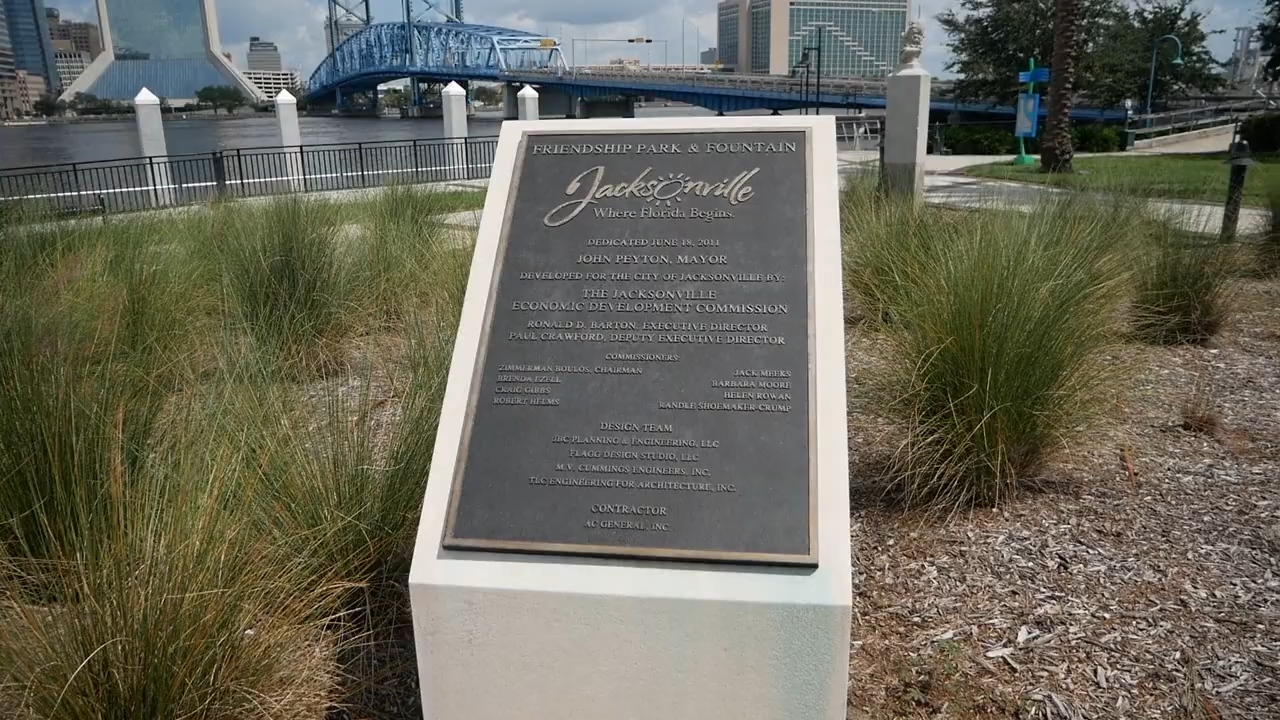 FRIENDSHIP PARK & FOUNTAIN
Jacksonville
Where Florida Begins.
DEDICATED JUNE 18, 2011
JOHN PEYTON, MAYOR
DEVELOPED FOR THE CITY OF JACKSONVILLE BY:
THE JACKSONVILLE
ECONOMIC DEVELOPMENT COMMISSION
RONALD D. BARTON, EXECUTIVE DIRECTOR
PAUL CRAWFORD, DEPUTY EXECUTIVE DIRECTOR
COMMISSIONERS:
ZIMMERMAN BOULOS, CHAIRMAN
BRENDA EZELL
CRAIG GIBBS
ROBERT HELMS
JACK MEEKS
BARBARA MOORE
HELEN ROWAN
RANDLE SHOEMAKER-CRUMP
DESIGN TEAM
IBC PLANNING & ENGINEERING, LLC
FLAGG DESIGN STUDIO, LLC
M.V. CUMMINGS ENGINEERS, INC.
TLC ENGINEERING FOR ARCHITECTURE, INC.
CONTRACTOR
AC GENERAL, INC.